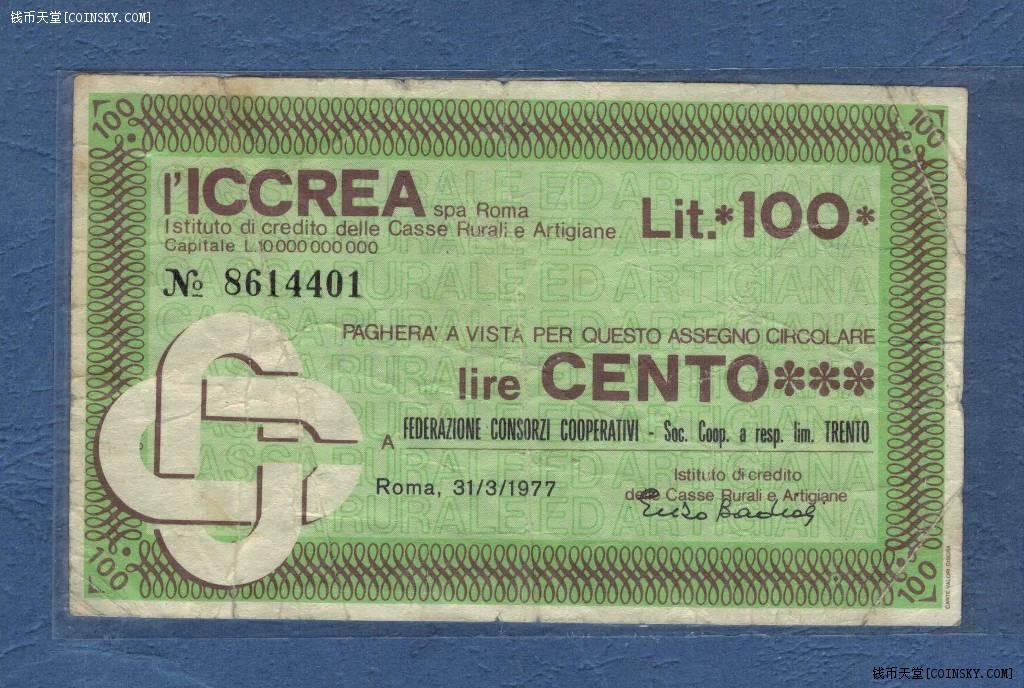 钱币天堂[COINSKY.COM]
100
100
l'ICCREA spa Roma
Lit.*100*
Istituto di credito delle Casse Rurali e Artigiane
Capitale L.10 000 000 000
№ 8614401
PAGHERA' A VISTA PER QUESTO ASSEGNO CIRCOLARE
lire CENTO***
A FEDERAZIONE CONSORZI COOPERATIVI - Soc. Coop. a resp. lim. TRENTO
Roma, 31/3/1977
Istituto di credito
delle Casse Rurali e Artigiane
100
100
钱币天堂[COINSKY.COM]